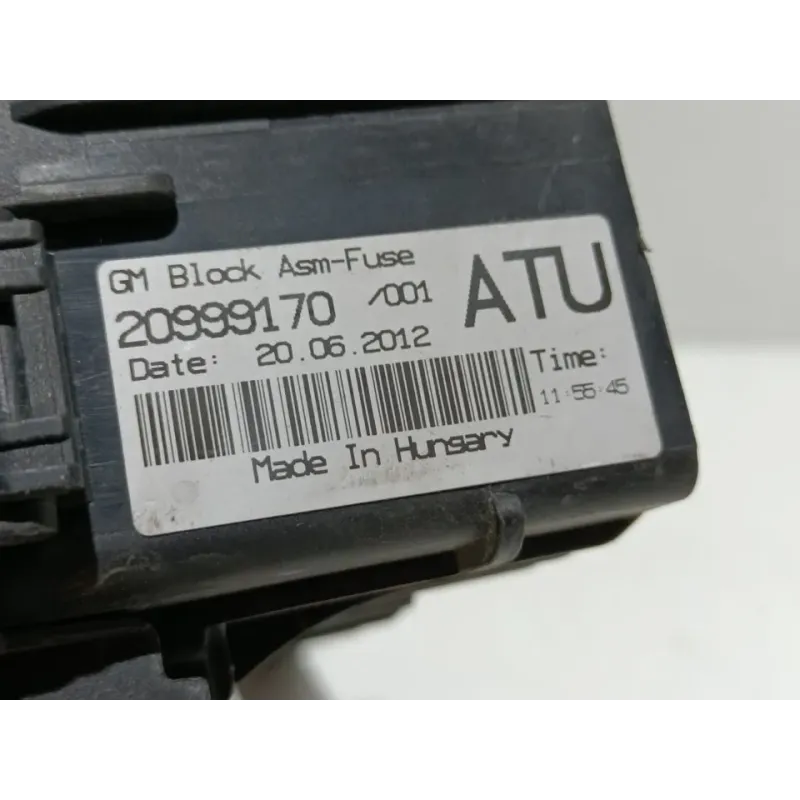 GM Block Asm-Fuse
20999170 /001 ATU
Date: 20.06.2012 Time:
11:55:45
Made In Hungary